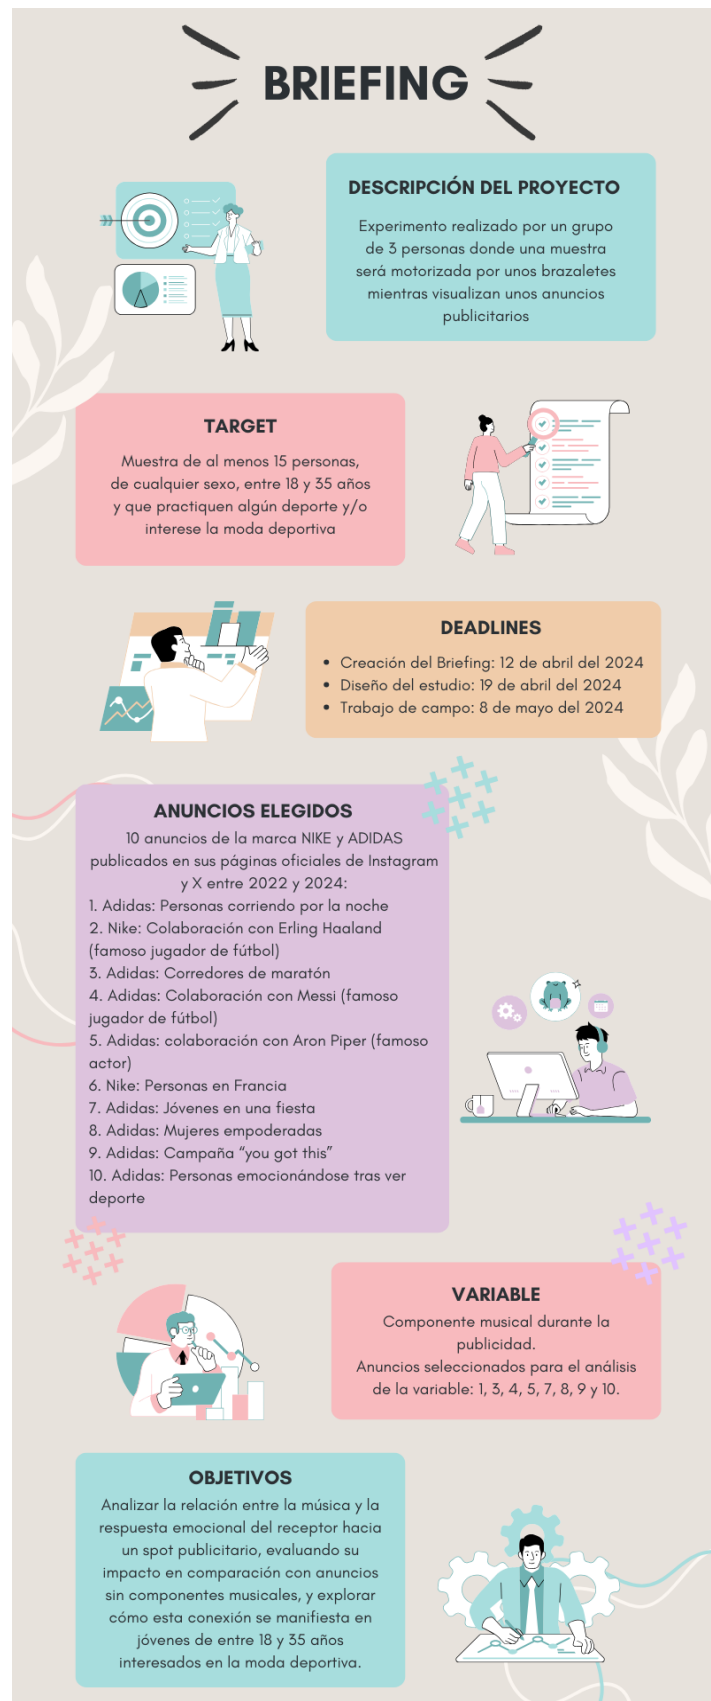 BRIEFING
DESCRIPCIÓN DEL PROYECTO
Experimento realizado por un grupo
de 3 personas donde una muestra
será motorizada por unos brazaletes
mientras visualizan unos anuncios
publicitarios
TARGET
Muestra de al menos 15 personas,
de cualquier sexo, entre 18 y 35 años
y que practiquen algún deporte y/o
interese la moda deportiva
DEADLINES
• Creación del Briefing: 12 de abril del 2024
• Diseño del estudio: 19 de abril del 2024
• Trabajo de campo: 8 de mayo del 2024
ANUNCIOS ELEGIDOS
10 anuncios de la marca NIKE y ADIDAS
publicados en sus páginas oficiales de Instagram
y X entre 2022 y 2024:
1. Adidas: Personas corriendo por la noche
2. Nike: Colaboración con Erling Haaland
(famoso jugador de fútbol)
3. Adidas: Corredores de maratón
4. Adidas: Colaboración con Messi (famoso
jugador de fútbol)
5. Adidas: colaboración con Aron Piper (famoso
actor)
6. Nike: Personas en Francia
7. Adidas: Jóvenes en una fiesta
8. Adidas: Mujeres empoderadas
9. Adidas: Campaña “you got this”
10. Adidas: Personas emocionándose tras ver
deporte
VARIABLE
Componente musical durante la
publicidad.
Anuncios seleccionados para el análisis
de la variable: 1, 3, 4, 5, 7, 8, 9 y 10.
OBJETIVOS
Analizar la relación entre la música y la
respuesta emocional del receptor hacia
un spot publicitario, evaluando su
impacto en comparación con anuncios
sin componentes musicales, y explorar
cómo esta conexión se manifiesta en
jóvenes de entre 18 y 35 años
interesados en la moda deportiva.